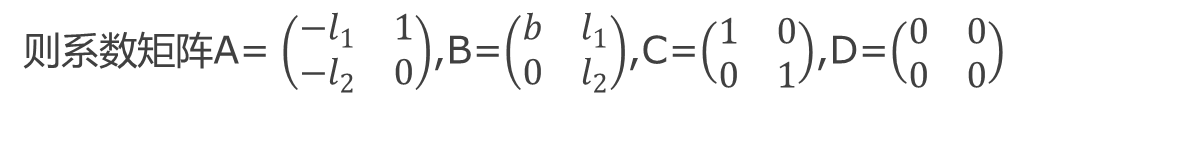 则系数矩阵A= $\begin{pmatrix} -l_1 & 1 \\ -l_2 & 0 \end{pmatrix}$,B=$\begin{pmatrix} b & l_1 \\ 0 & l_2 \end{pmatrix}$,C=$\begin{pmatrix} 1 & 0 \\ 0 & 1 \end{pmatrix}$,D=$\begin{pmatrix} 0 & 0 \\ 0 & 0 \end{pmatrix}$